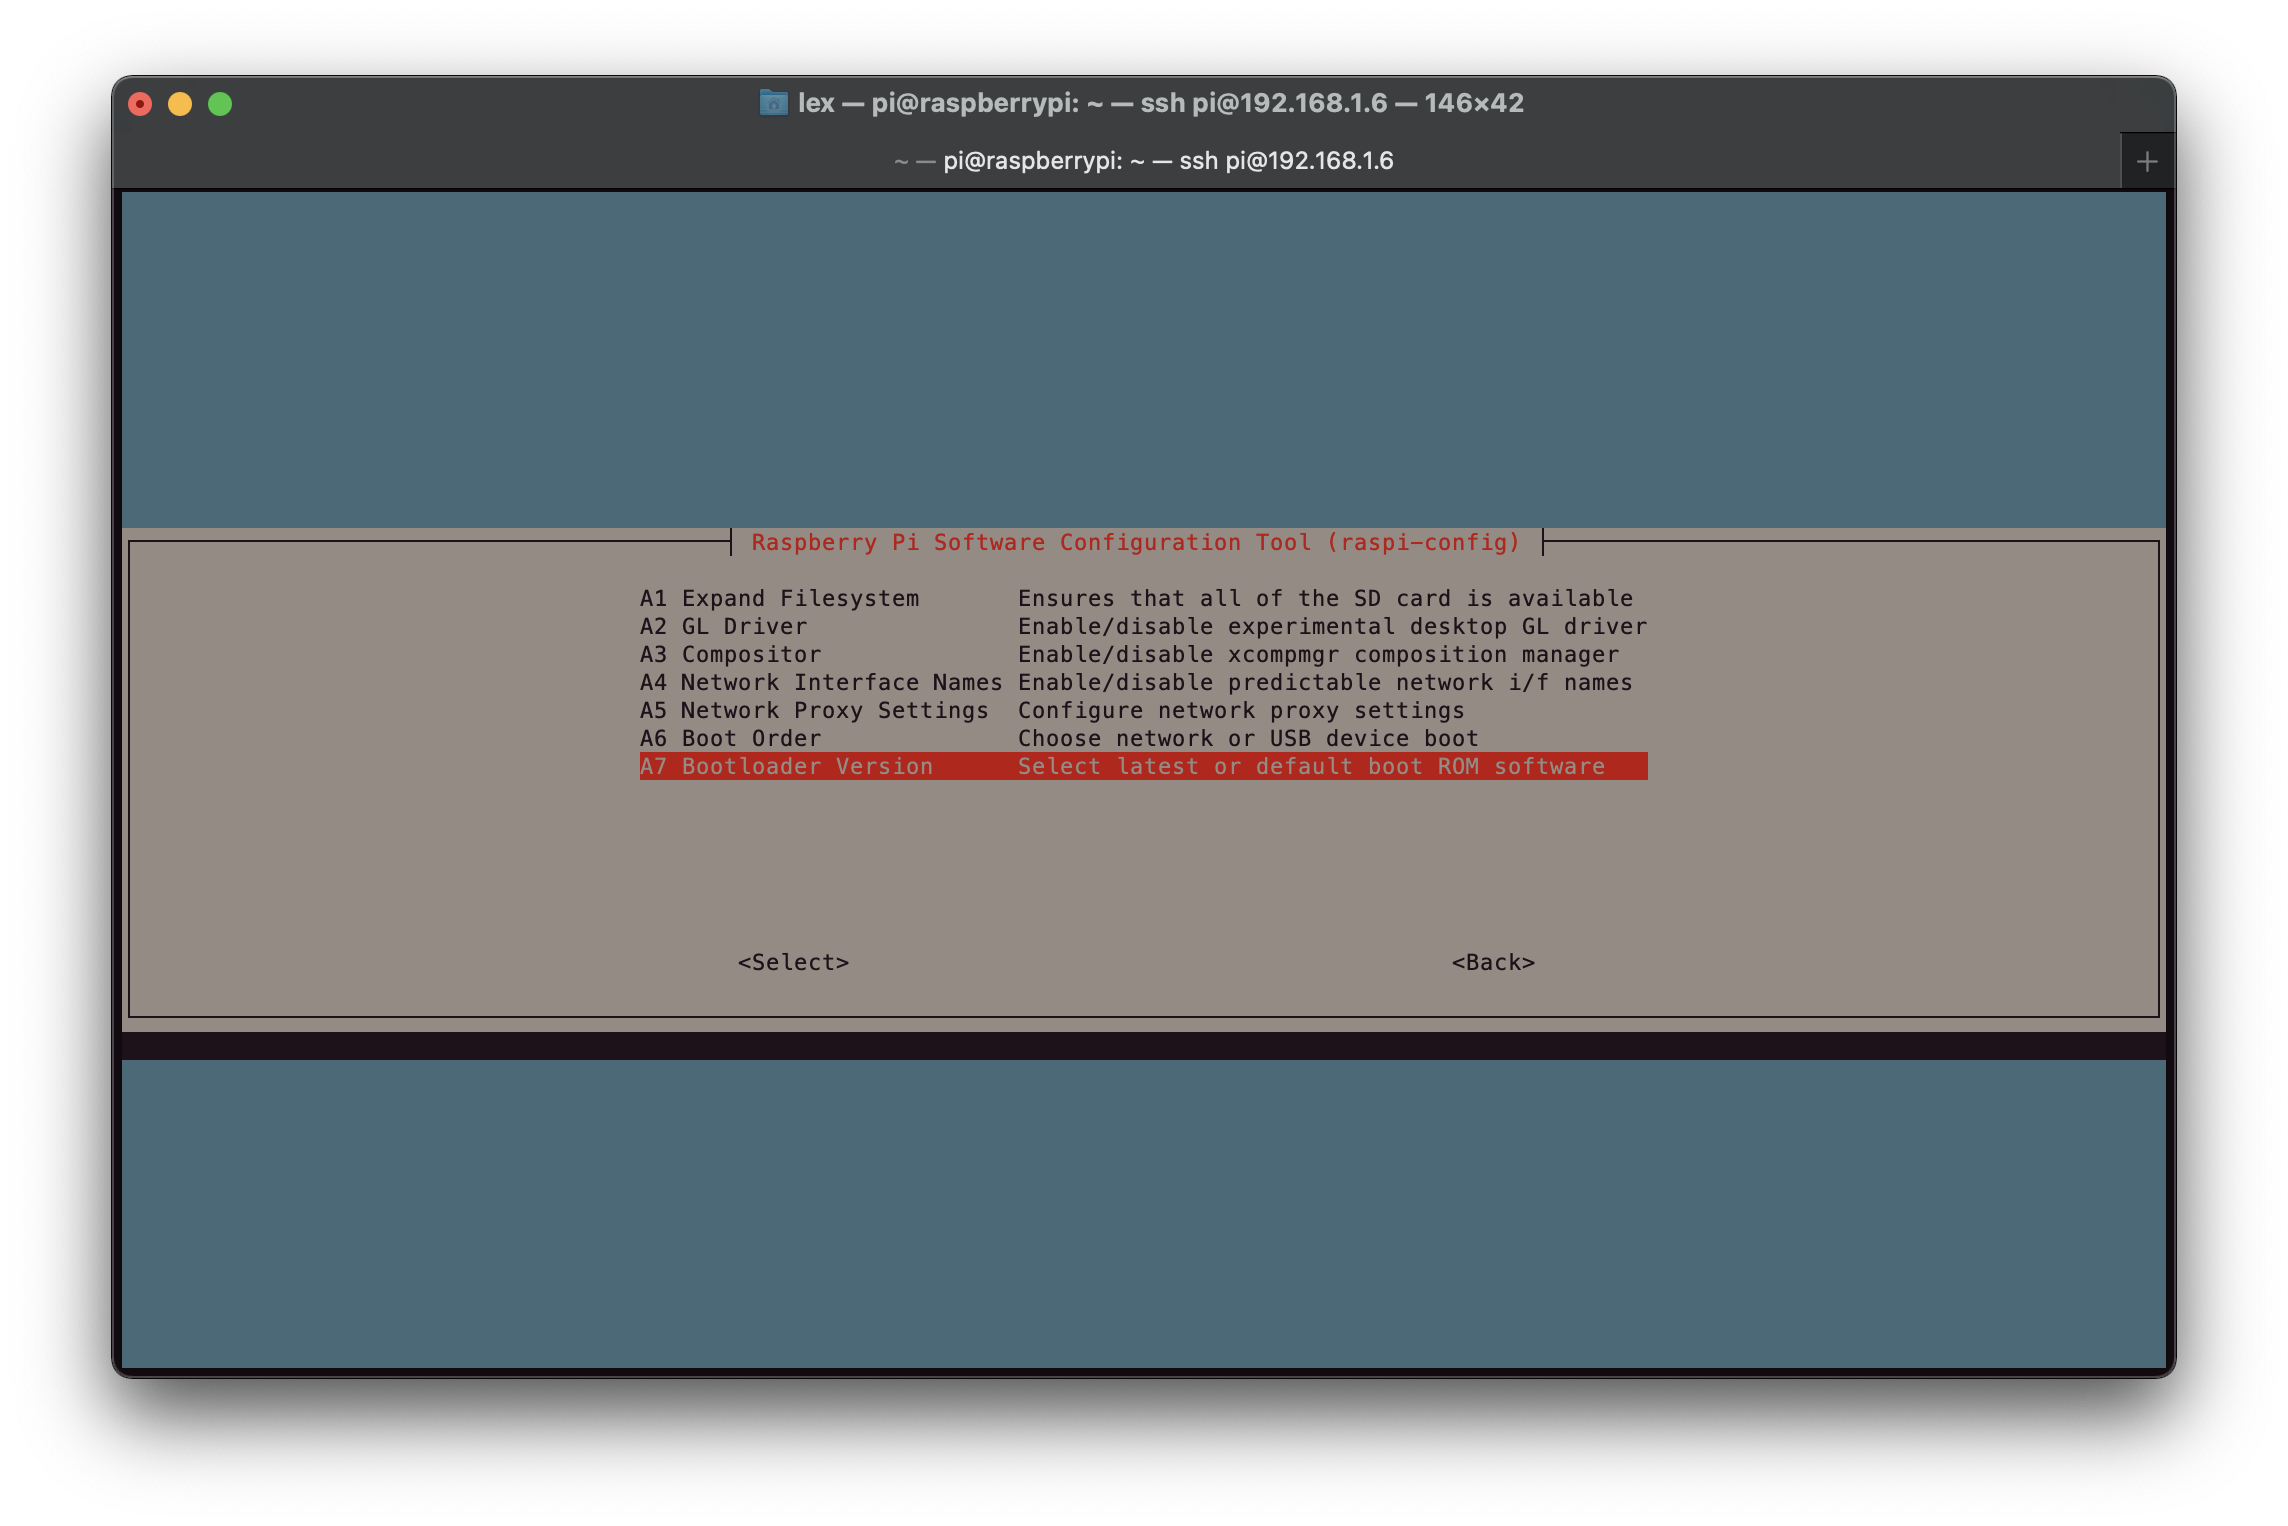 lex — pi@raspberrypi: ~ — ssh pi@192.168.1.6 — 146×42
~ — pi@raspberrypi: ~ — ssh pi@192.168.1.6
+
Raspberry Pi Software Configuration Tool (raspi-config)
A1 Expand Filesystem Ensures that all of the SD card is available
A2 GL Driver Enable/disable experimental desktop GL driver
A3 Compositor Enable/disable xcompmgr composition manager
A4 Network Interface Names Enable/disable predictable network i/f names
A5 Network Proxy Settings Configure network proxy settings
A6 Boot Order Choose network or USB device boot
A7 Bootloader Version Select latest or default boot ROM software
<Select> <Back>